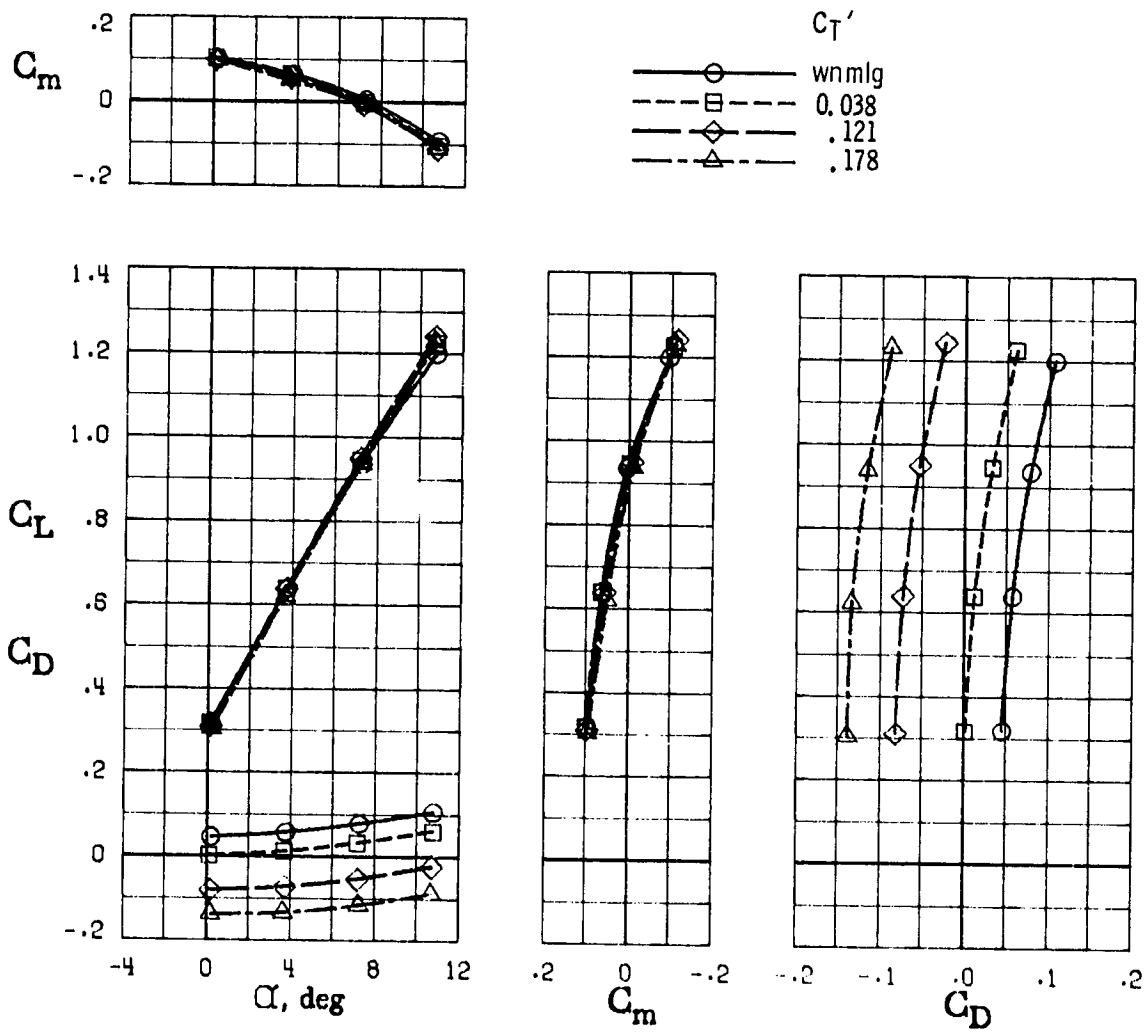 .2
C_m
0
-.2
C_T'
wnmlg
0.038
.121
.178
1.4
1.2
1.0
C_L
.8
.6
C_D
.4
.2
0
-.2
-4 0 4 8 12
α, deg
.2 0 -.2
C_m
-.2 -.1 .0 .1 .2
C_D